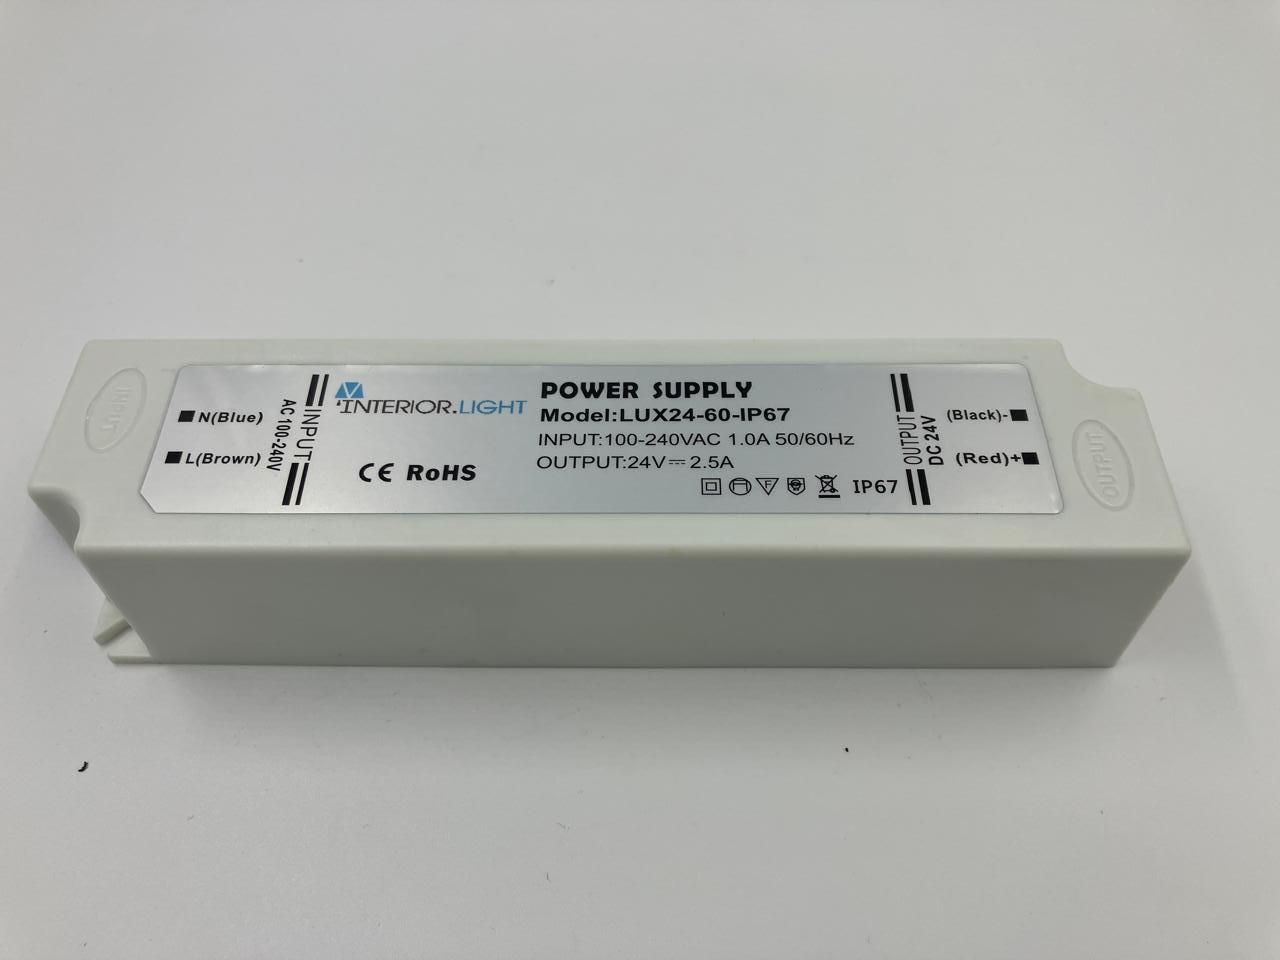 INPUT
N(Blue)
L(Brown)
AC 100-240V
INPUT
INTERIOR.LIGHT
CE RoHS
POWER SUPPLY
Model:LUX24-60-IP67
INPUT:100-240VAC 1.0A 50/60Hz
OUTPUT:24V⎓2.5A
F
IP67
OUTPUT
DC 24V
(Black)-
(Red)+
OUTPUT